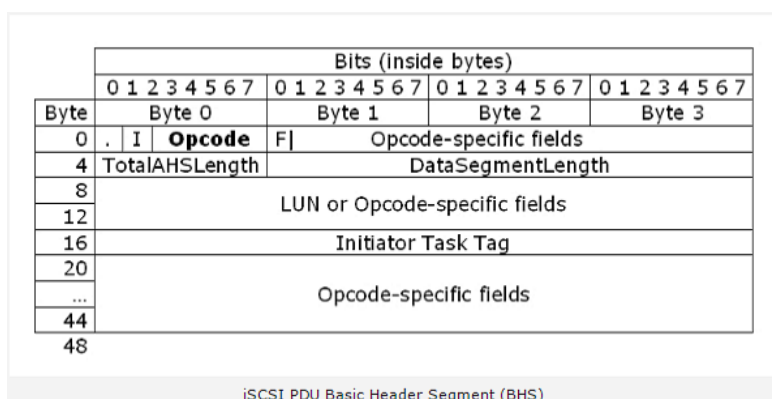 Bits (inside bytes)
0 1 2 3 4 5 6 7 0 1 2 3 4 5 6 7 0 1 2 3 4 5 6 7 0 1 2 3 4 5 6 7
Byte Byte 0 Byte 1 Byte 2 Byte 3
0 . I Opcode F| Opcode-specific fields
4 TotalAHSLength DataSegmentLength
8
LUN or Opcode-specific fields
12
16 Initiator Task Tag
20
... Opcode-specific fields
44
48
iSCSI PDU Basic Header Segment (BHS)